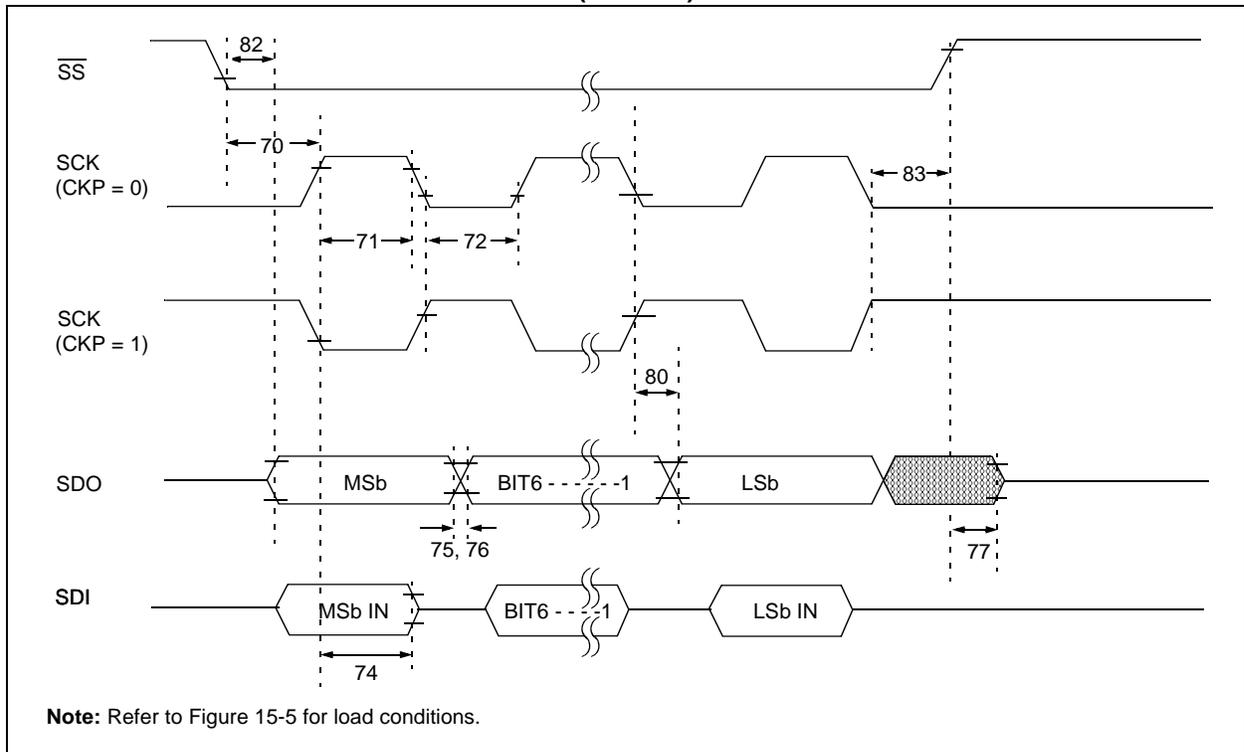 82
SS
70
SCK
(CKP = 0)
83
71
72
SCK
(CKP = 1)
80
SDO
MSb
BIT6 - - - - - -1
LSb
75, 76
77
SDI
MSb IN
BIT6 - - - -1
LSb IN
74
Note: Refer to Figure 15-5 for load conditions.